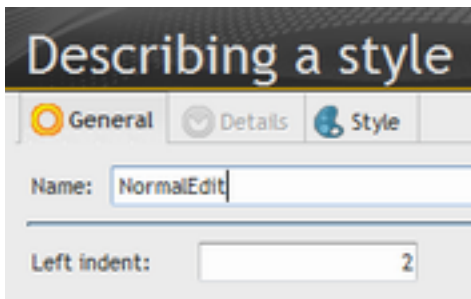 Describing a style
General Details Style
Name: NormalEdit
Left indent: 2